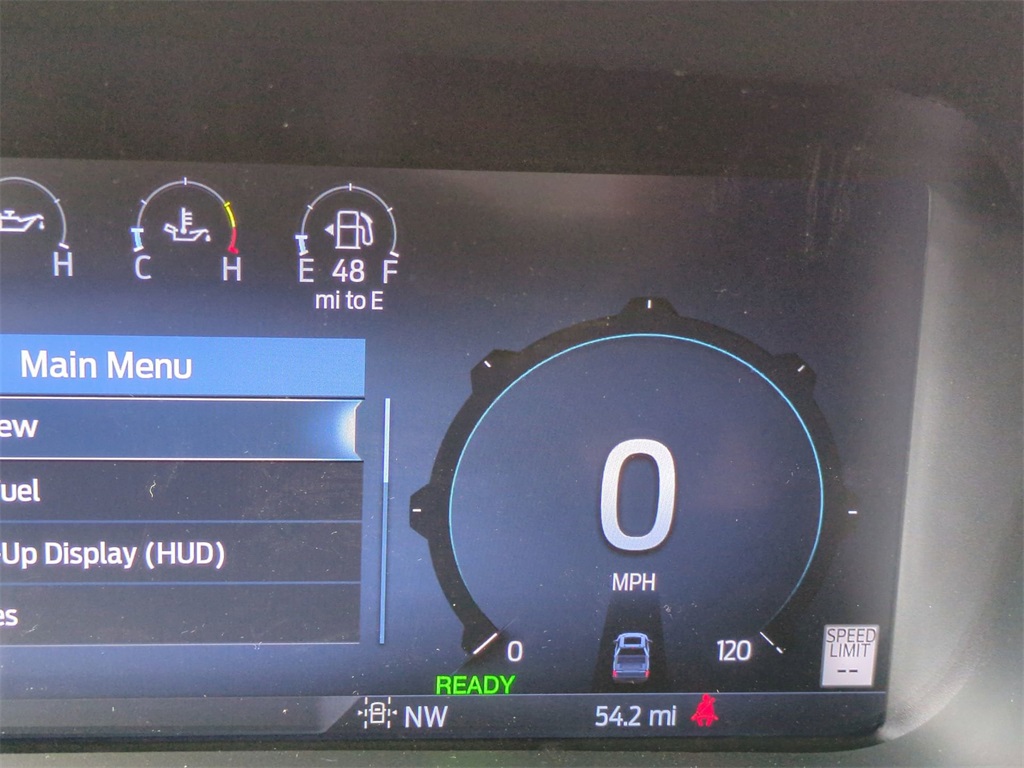 H
C H
E 48 F
mi to E
Main Menu
ew
uel
-Up Display (HUD)
es
0
MPH
0 120
SPEED
LIMIT
--
READY
NW 54.2 mi